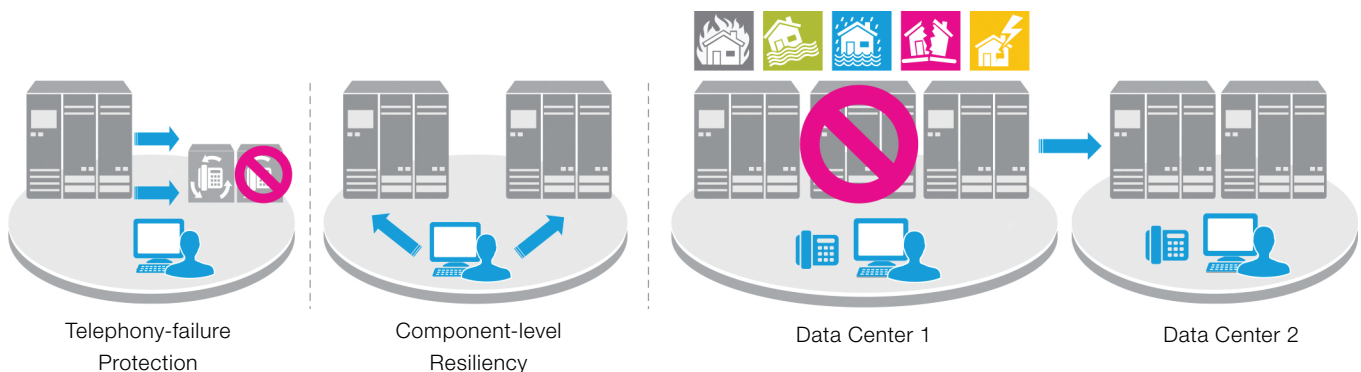 Telephony-failure
Protection
Component-level
Resiliency
Data Center 1
Data Center 2